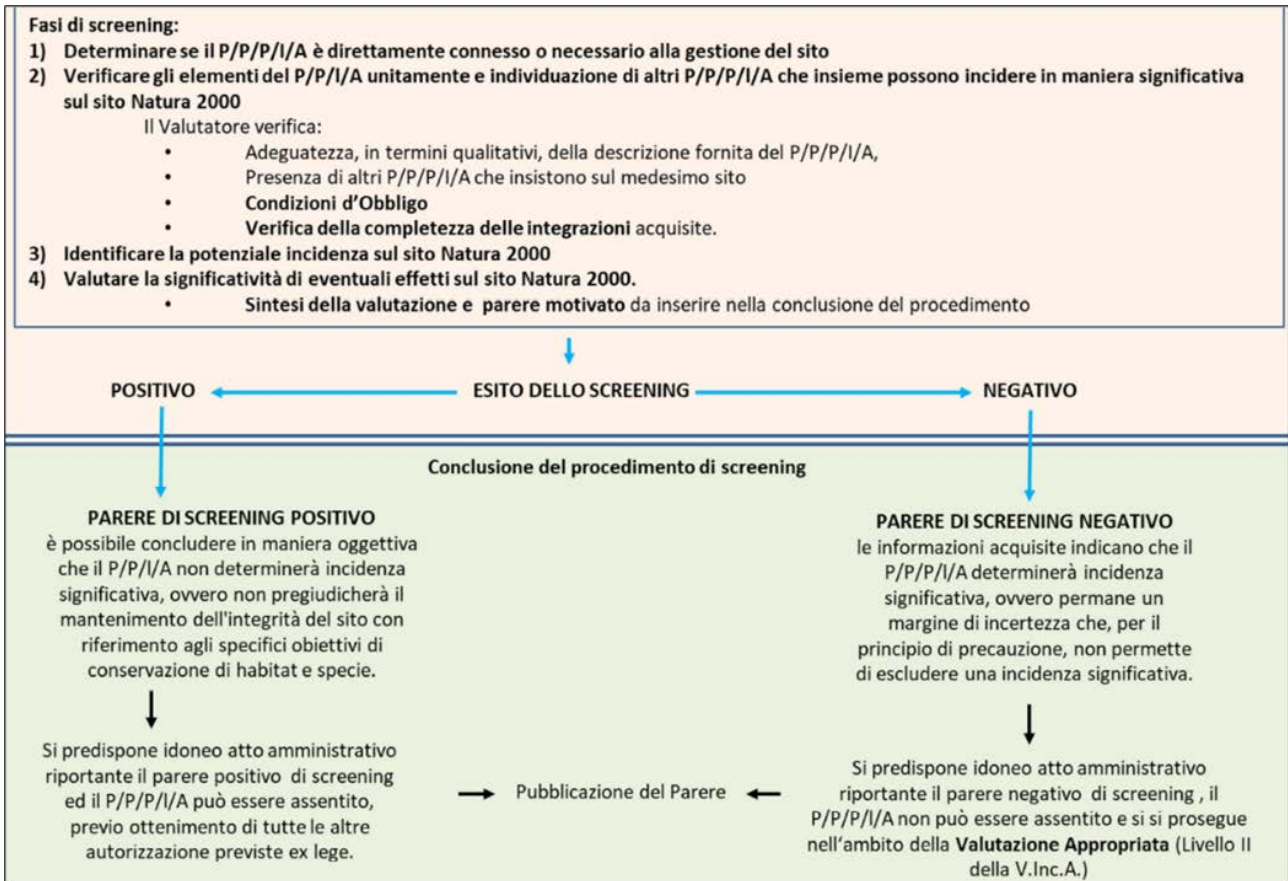 Fasi di screening:
1) Determinare se il P/P/P/I/A è direttamente connesso o necessario alla gestione del sito
2) Verificare gli elementi del P/P/I/A unitamente e individuazione di altri P/P/P/I/A che insieme possono incidere in maniera significativa
sul sito Natura 2000
Il Valutatore verifica:
• Adeguatezza, in termini qualitativi, della descrizione fornita del P/P/P/I/A,
• Presenza di altri P/P/P/I/A che insistono sul medesimo sito
• Condizioni d'Obbligo
• Verifica della completezza delle integrazioni acquisite.
3) Identificare la potenziale incidenza sul sito Natura 2000
4) Valutare la significatività di eventuali effetti sul sito Natura 2000.
• Sintesi della valutazione e parere motivato da inserire nella conclusione del procedimento
POSITIVO ESITO DELLO SCREENING NEGATIVO
Conclusione del procedimento di screening
PARERE DI SCREENING POSITIVO
è possibile concludere in maniera oggettiva
che il P/P/I/A non determinerà incidenza
significativa, ovvero non pregiudicherà il
mantenimento dell'integrità del sito con
riferimento agli specifici obiettivi di
conservazione di habitat e specie.
Si predispone idoneo atto amministrativo
riportante il parere positivo di screening
ed il P/P/P/I/A può essere assentito,
previo ottenimento di tutte le altre
autorizzazione previste ex lege.
Pubblicazione del Parere
PARERE DI SCREENING NEGATIVO
le informazioni acquisite indicano che il
P/P/P/I/A determinerà incidenza
significativa, ovvero permane un
margine di incertezza che, per il
principio di precauzione, non permette
di escludere una incidenza significativa.
Si predispone idoneo atto amministrativo
riportante il parere negativo di screening , il
P/P/P/I/A non può essere assentito e si si prosegue
nell'ambito della Valutazione Appropriata (Livello II
della V.Inc.A.)